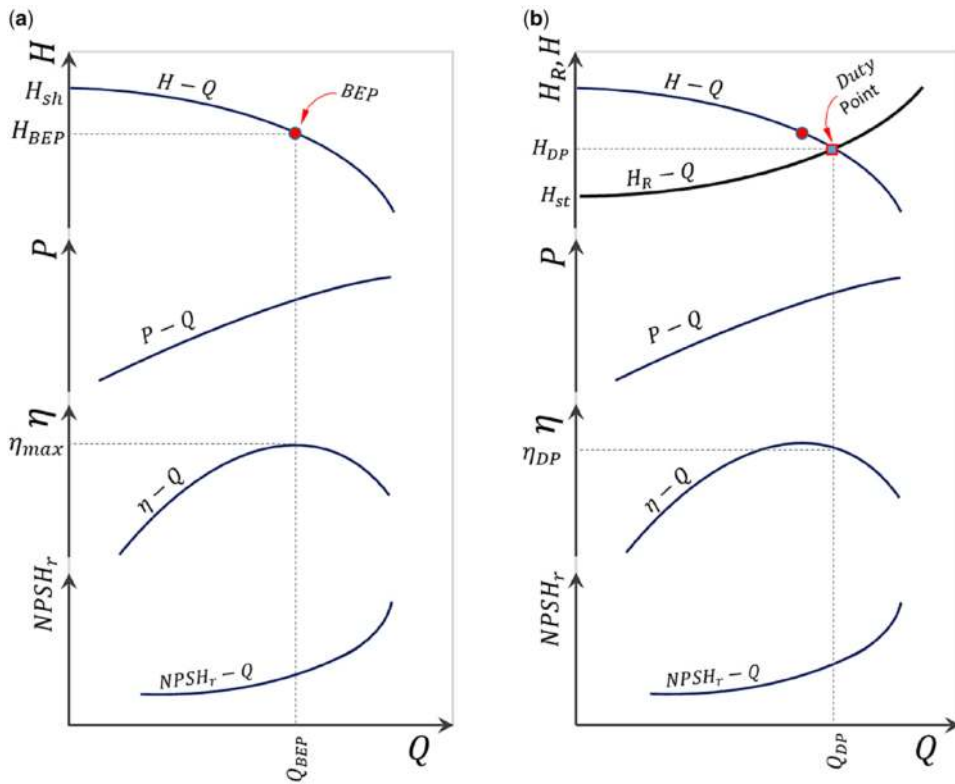 (a)
H
H_sh
H_BEP
H − Q
BEP
P
P − Q
η
η_max
η − Q
NPSH_r
NPSH_r − Q
Q_BEP
Q
(b)
H_R, H
H − Q
Duty
Point
H_DP
H_st
H_R − Q
P
P − Q
η
η_DP
η − Q
NPSH_r
NPSH_r − Q
Q_DP
Q